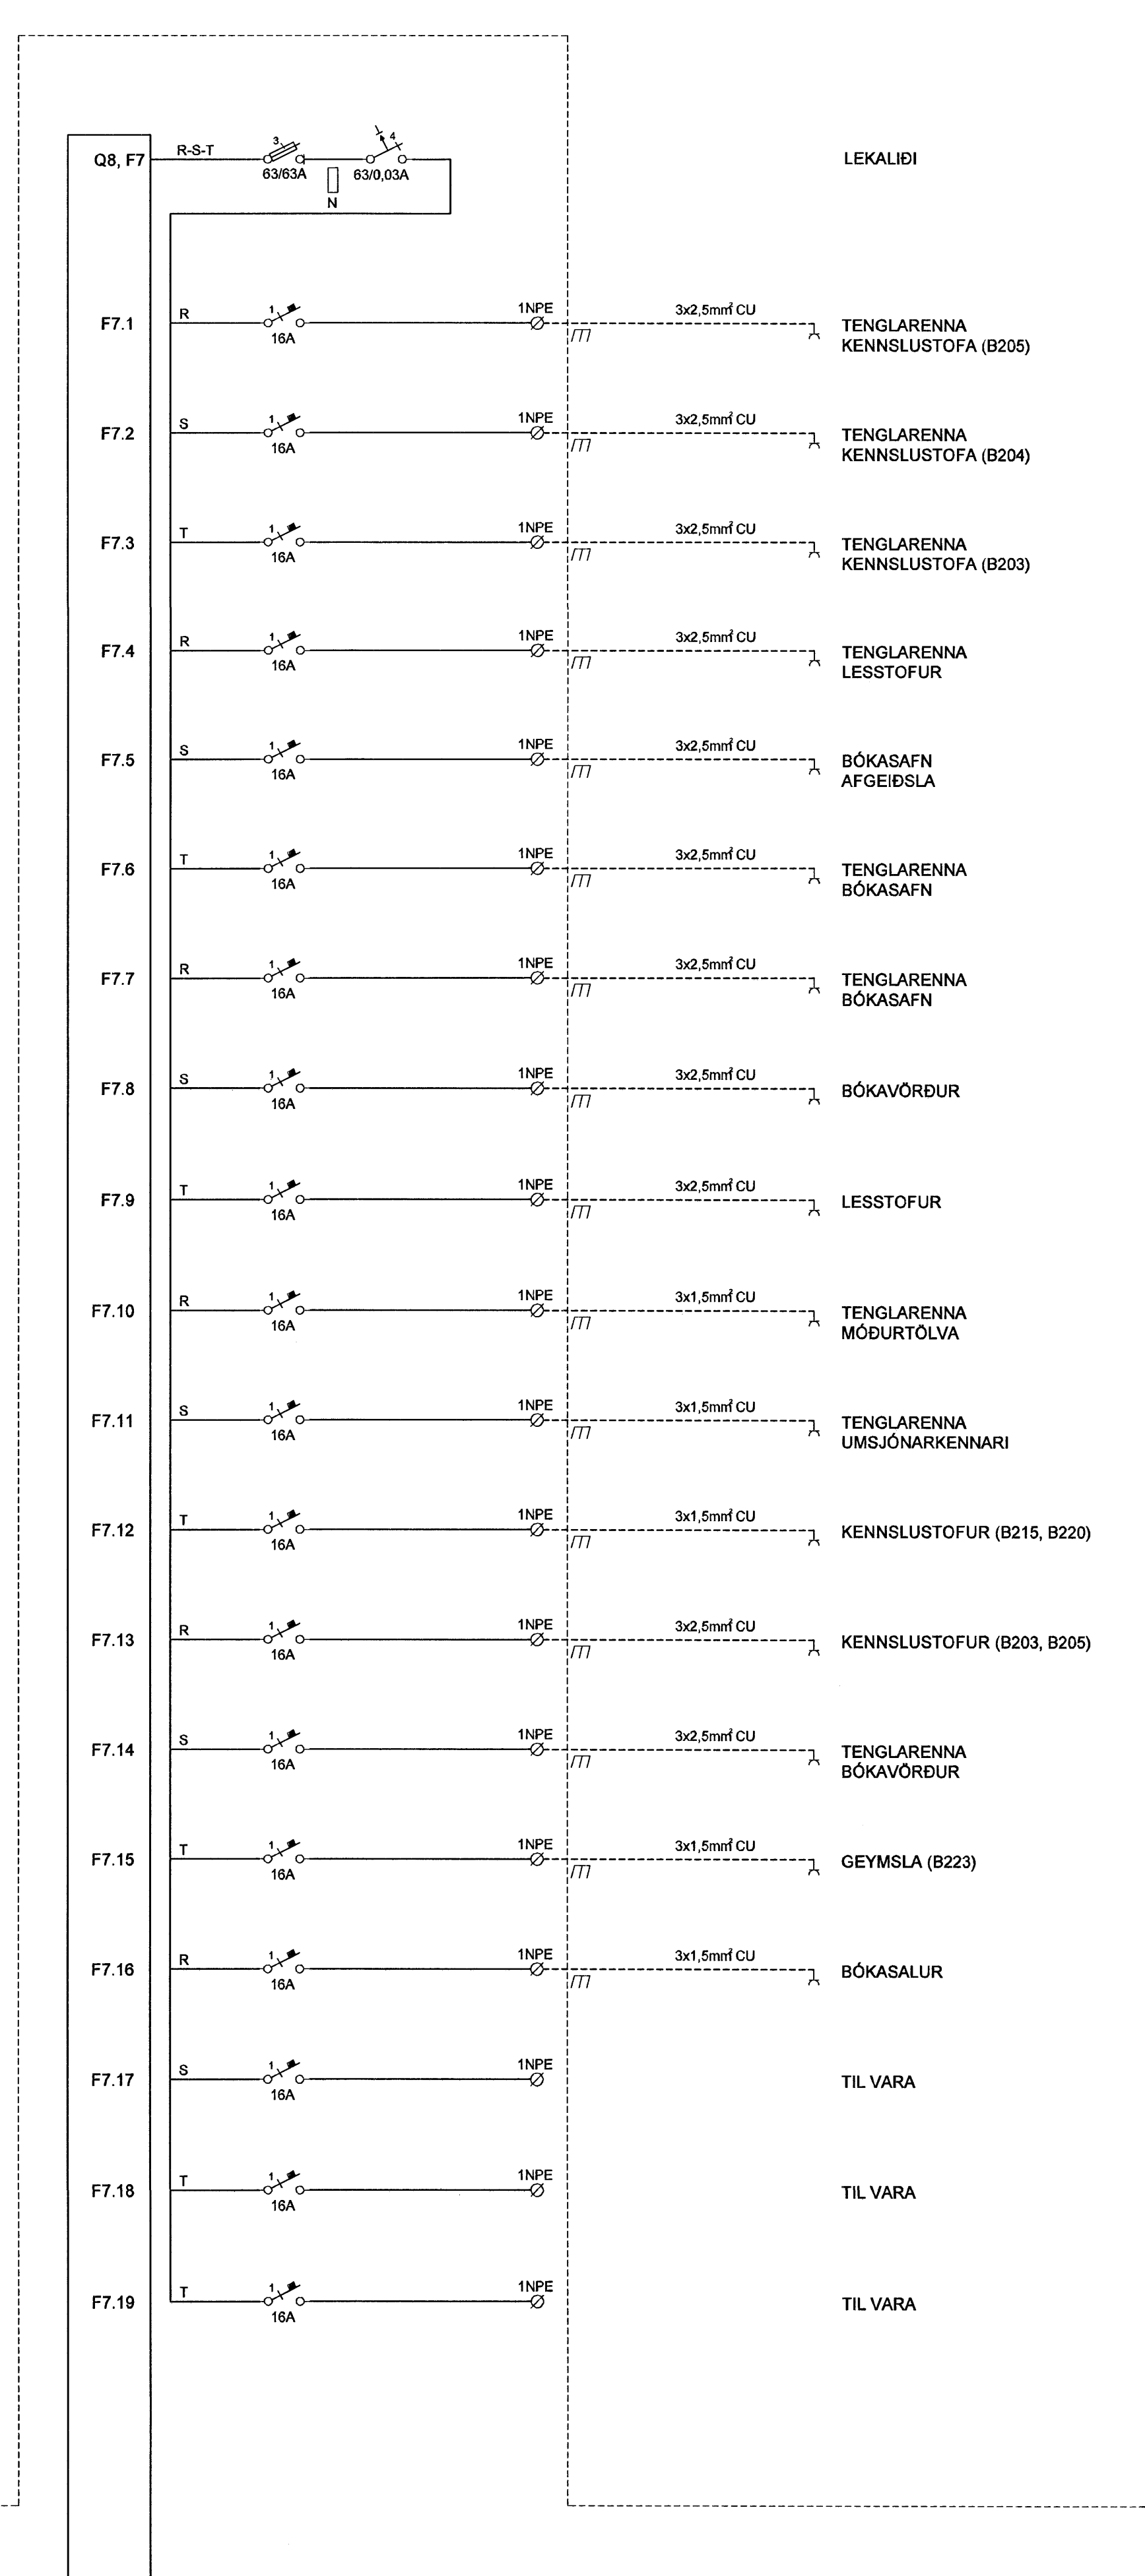 Q8, F7 R-S-T 3 4 LEKALIÐI
63/63A 63/0,03A
N
F7.1 R 1 1NPE 3x2,5mm² CU TENGLARENNA
16A KENNSLUSTOFA (B205)
F7.2 S 1 1NPE 3x2,5mm² CU TENGLARENNA
16A KENNSLUSTOFA (B204)
F7.3 T 1 1NPE 3x2,5mm² CU TENGLARENNA
16A KENNSLUSTOFA (B203)
F7.4 R 1 1NPE 3x2,5mm² CU TENGLARENNA
16A LESSTOFUR
F7.5 S 1 1NPE 3x2,5mm² CU BÓKASAFN
16A AFGEIÐSLA
F7.6 T 1 1NPE 3x2,5mm² CU TENGLARENNA
16A BÓKASAFN
F7.7 R 1 1NPE 3x2,5mm² CU TENGLARENNA
16A BÓKASAFN
F7.8 S 1 1NPE 3x2,5mm² CU BÓKAVÖRÐUR
16A
F7.9 T 1 1NPE 3x2,5mm² CU LESSTOFUR
16A
F7.10 R 1 1NPE 3x1,5mm² CU TENGLARENNA
16A MÓÐURTÖLVA
F7.11 S 1 1NPE 3x1,5mm² CU TENGLARENNA
16A UMSJÓNARKENNARI
F7.12 T 1 1NPE 3x1,5mm² CU KENNSLUSTOFUR (B215, B220)
16A
F7.13 R 1 1NPE 3x2,5mm² CU KENNSLUSTOFUR (B203, B205)
16A
F7.14 S 1 1NPE 3x2,5mm² CU TENGLARENNA
16A BÓKAVÖRÐUR
F7.15 T 1 1NPE 3x1,5mm² CU GEYMSLA (B223)
16A
F7.16 R 1 1NPE 3x1,5mm² CU BÓKASALUR
16A
F7.17 S 1 1NPE TIL VARA
16A
F7.18 T 1 1NPE TIL VARA
16A
F7.19 T 1 1NPE TIL VARA
16A